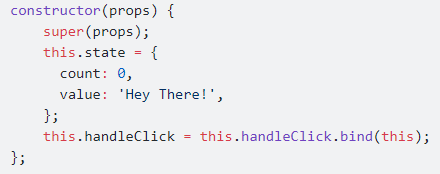 constructor(props) {
    super(props);
    this.state = {
      count: 0,
      value: 'Hey There!',
    };
    this.handleClick = this.handleClick.bind(this);
};